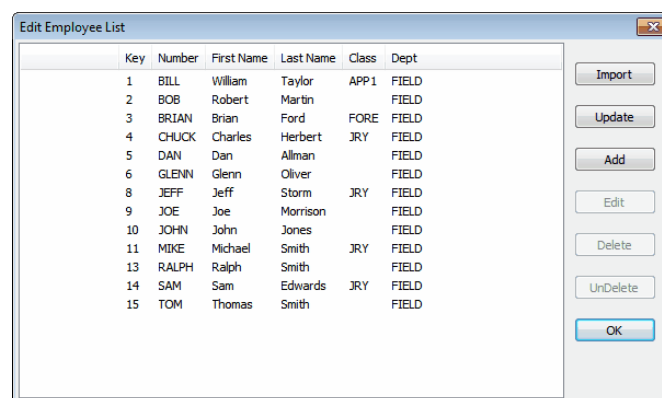 Edit Employee List
Key Number First Name Last Name Class Dept
1 BILL William Taylor APP1 FIELD
2 BOB Robert Martin FIELD
3 BRIAN Brian Ford FORE FIELD
4 CHUCK Charles Herbert JRY FIELD
5 DAN Dan Allman FIELD
6 GLENN Glenn Oliver FIELD
8 JEFF Jeff Storm JRY FIELD
9 JOE Joe Morrison FIELD
10 JOHN John Jones FIELD
11 MIKE Michael Smith JRY FIELD
13 RALPH Ralph Smith FIELD
14 SAM Sam Edwards JRY FIELD
15 TOM Thomas Smith FIELD
Import
Update
Add
Edit
Delete
UnDelete
OK